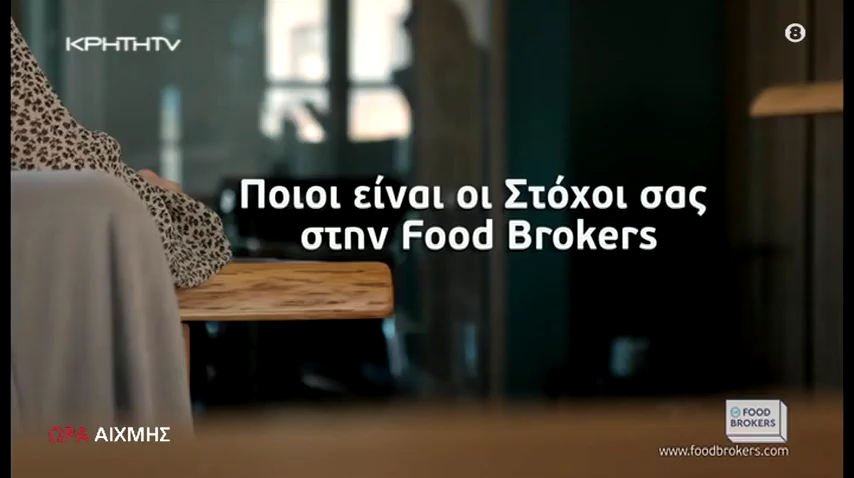 ΚΡΗΤΗTV
8
Ποιοι είναι οι Στόχοι σας
στην Food Brokers
FOOD
BROKERS
ΩΡΑ ΑΙΧΜΗΣ
www.foodbrokers.com